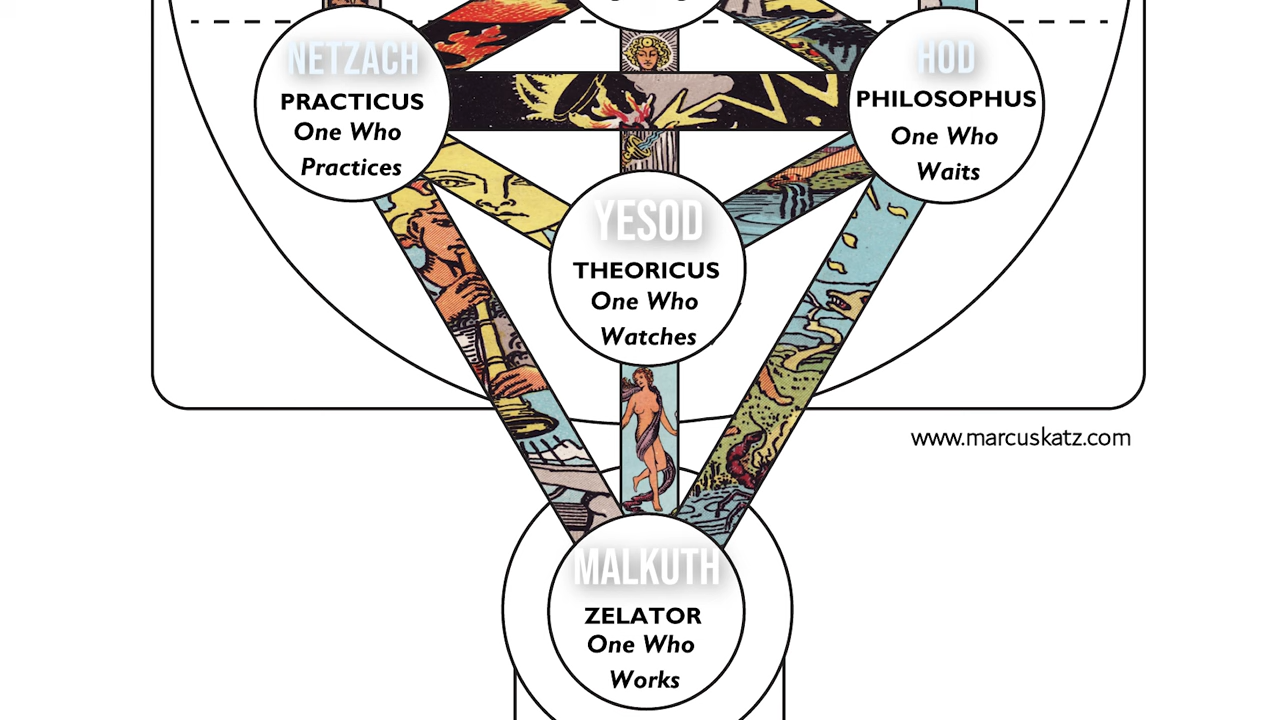 NETZACH
PRACTICUS
One Who
Practices
HOD
PHILOSOPHUS
One Who
Waits
YESOD
THEORICUS
One Who
Watches
www.marcuskatz.com
MALKUTH
ZELATOR
One Who
Works